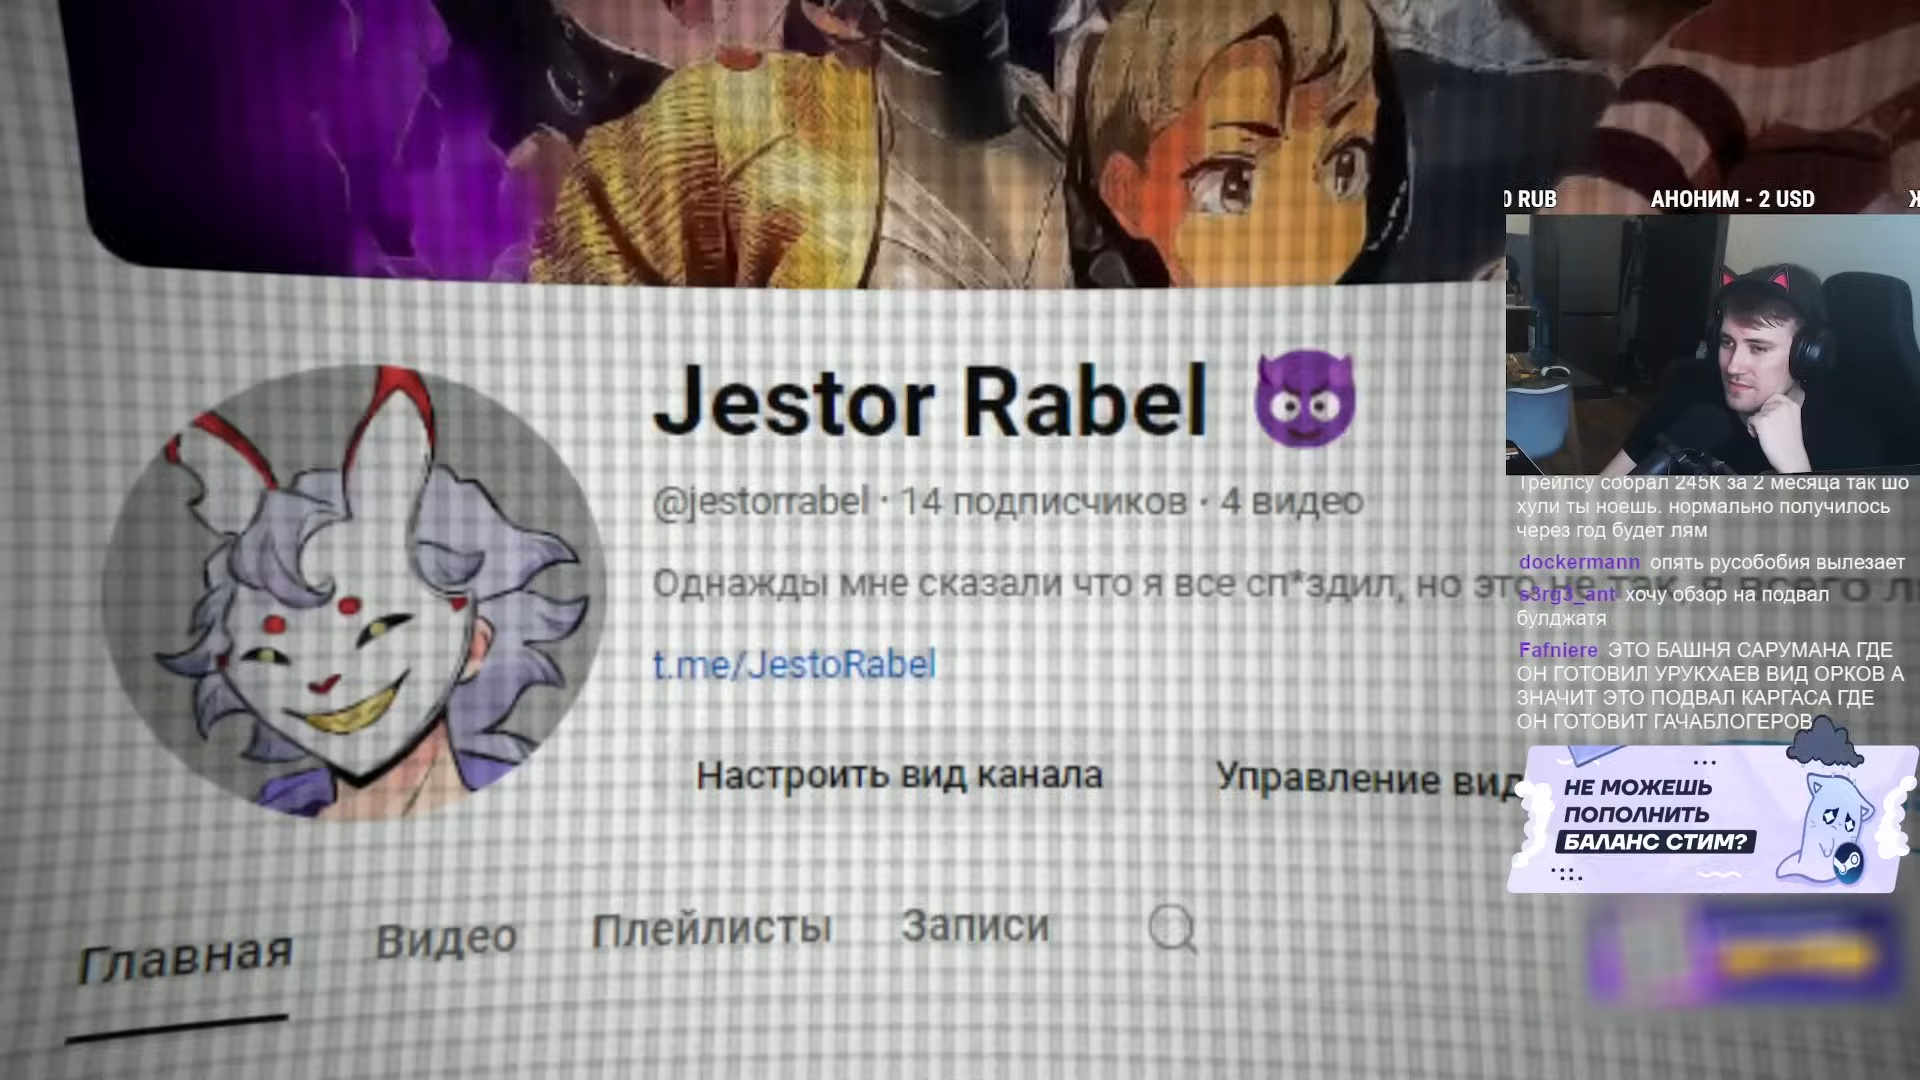 RUB
АНОНИМ - 2 USD
Jestor Rabel
@jestorrabel · 14 подписчиков · 4 видео
Однажды мне сказали что я все сп*здил, но это не так, я всего
t.me/JestoRabel
Настроить вид канала
Управление вид
Главная
Видео
Плейлисты
Записи
Трейлсу собрал 245К за 2 месяца так шо
хули ты ноешь. нормально получилось
через год будет лям
dockermann опять русобобия вылезает
s3rg3_ant хочу обзор на подвал
булджатя
Fafniere ЭТО БАШНЯ САРУМАНА ГДЕ
ОН ГОТОВИЛ УРУКХАЕВ ВИД ОРКОВ А
ЗНАЧИТ ЭТО ПОДВАЛ КАРГАСА ГДЕ
ОН ГОТОВИТ ГАЧАБЛОГЕРОВ
НЕ МОЖЕШЬ
ПОПОЛНИТЬ
БАЛАНС СТИМ?